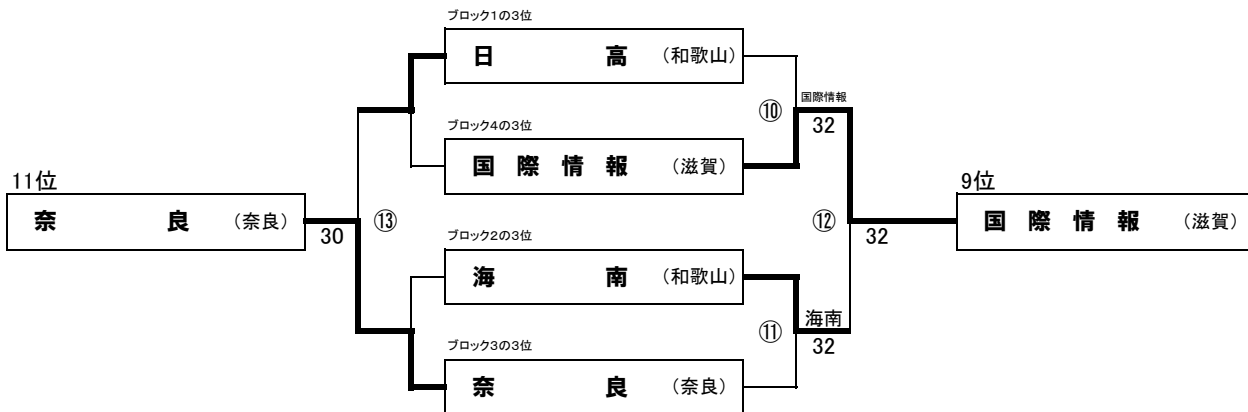 ブロック1の3位
日高 (和歌山)
⑩ 国際情報
32
ブロック4の3位
国際情報 (滋賀)
11位
奈良 (奈良)
30
⑬
⑫
32
9位
国際情報 (滋賀)
ブロック2の3位
海南 (和歌山)
⑪ 海南
32
ブロック3の3位
奈良 (奈良)